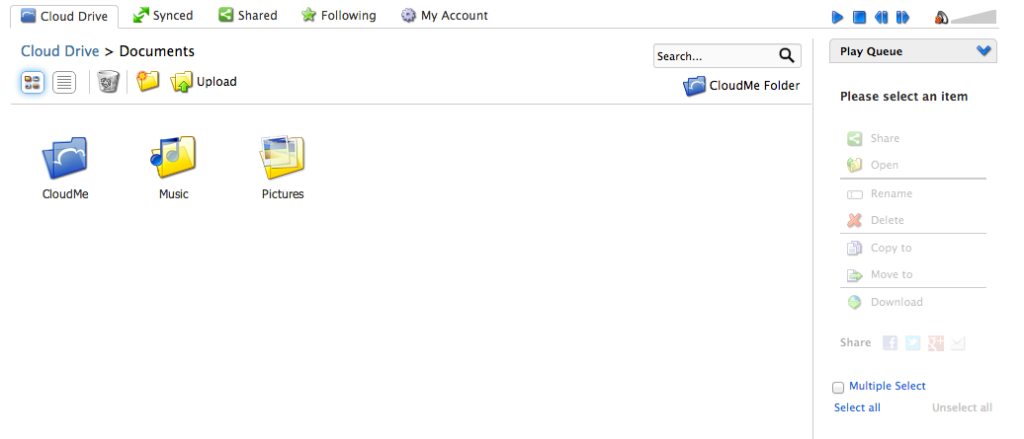 Cloud Drive Synced Shared Following My Account
Cloud Drive > Documents
Search...
Upload
CloudMe Folder
CloudMe Music Pictures
Play Queue
Please select an item
Share
Open
Rename
Delete
Copy to
Move to
Download
Share f g+
Multiple Select
Select all Unselect all